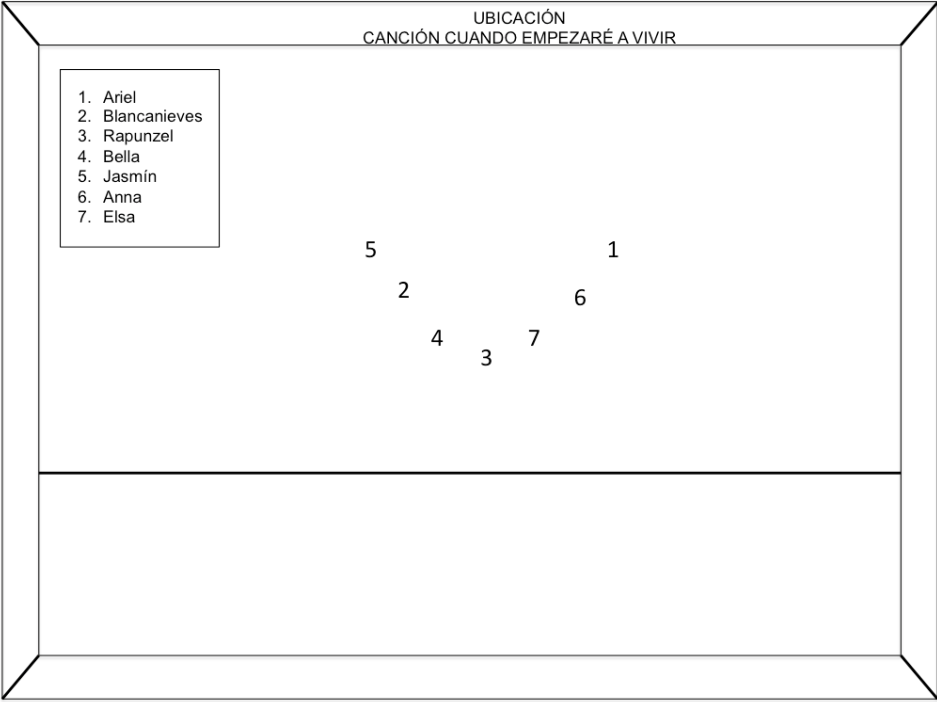 UBICACIÓN
CANCIÓN CUANDO EMPEZARÉ A VIVIR
1. Ariel
2. Blancanieves
3. Rapunzel
4. Bella
5. Jasmín
6. Anna
7. Elsa
5 1
2 6
4 7
3